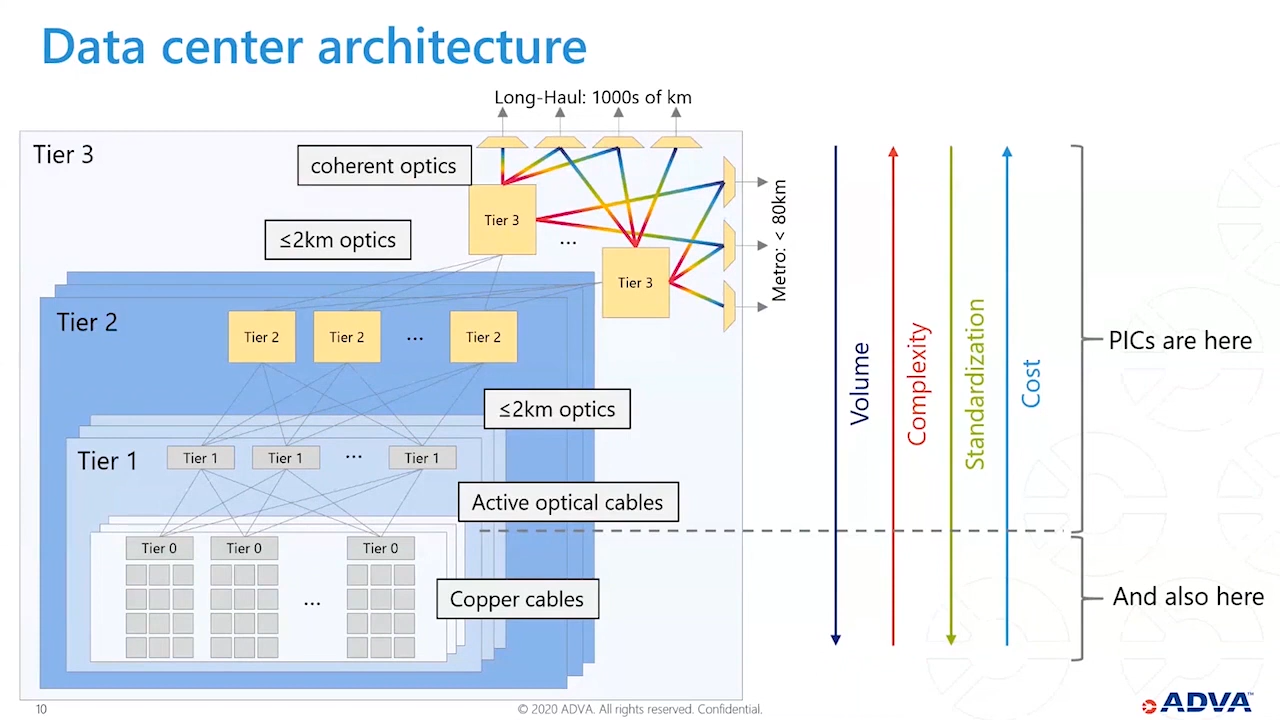 Data center architecture
Long-Haul: 1000s of km
Tier 3
coherent optics
Tier 3
≤2km optics
...
Tier 3
Metro: < 80km
Tier 2
Tier 2
Tier 2
...
Tier 2
≤2km optics
Tier 1
Tier 1
Tier 1
...
Tier 1
Active optical cables
Tier 0
Tier 0
Tier 0
...
Copper cables
Volume
Complexity
Standardization
Cost
PICs are here
And also here
10
© 2020 ADVA. All rights reserved. Confidential.
ADVA™